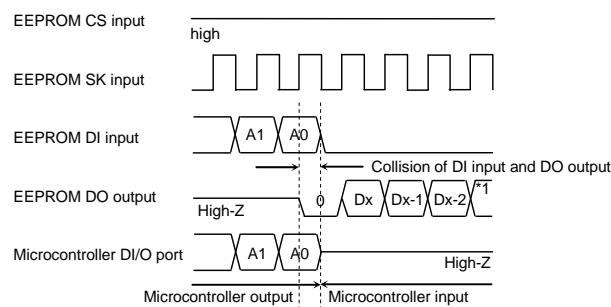 EEPROM CS input
high
EEPROM SK input
EEPROM DI input
A1 A0
Collision of DI input and DO output
EEPROM DO output
High-Z
0 Dx Dx-1 Dx-2 *1
Microcontroller DI/O port
A1 A0
High-Z
Microcontroller output Microcontroller input